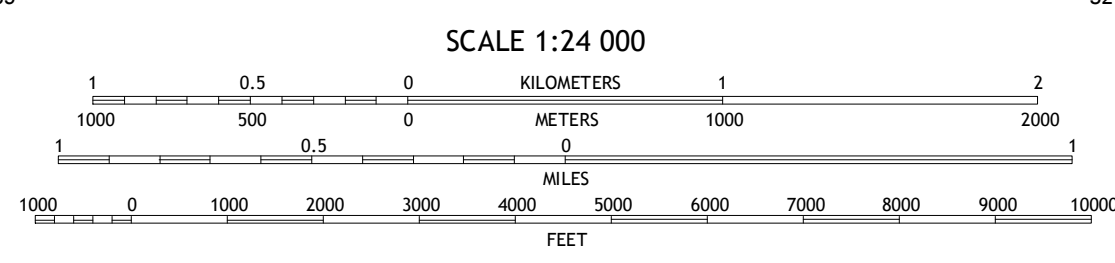 SCALE 1:24 000
1 0.5 0 KILOMETERS 1 2
1000 500 0 METERS 1000 2000
1 0.5 0 1
MILES
1000 0 1000 2000 3000 4000 5000 6000 7000 8000 9000 10000
FEET